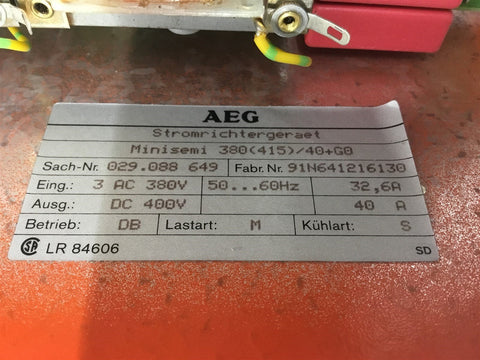 AEG
Stromrichtergeraet
Minisemi 380(415)/40+G0
Sach-Nr. 029.088 649 Fabr.Nr. 91N641216130
Eing.: 3 AC 380V 50...60Hz 32,6A
Ausg.: DC 400V 40 A
Betrieb: DB Lastart: M Kühlart: S
LR 84606 SD